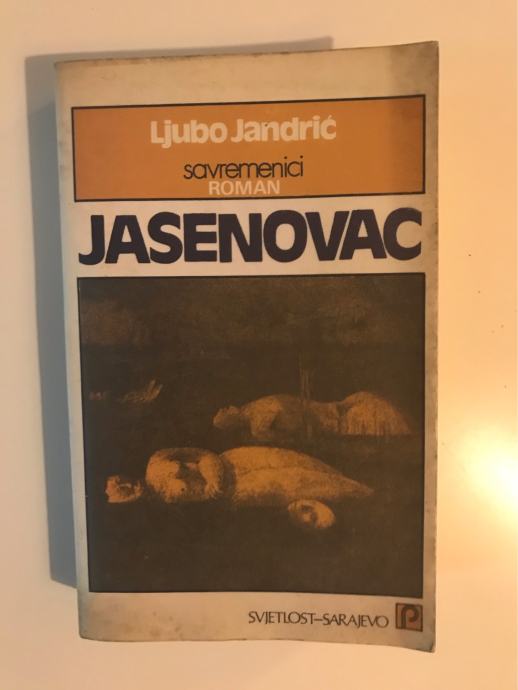 Ljubo Jandrić
savremenici
ROMAN
JASENOVAC
SVJETLOST–SARAJEVO